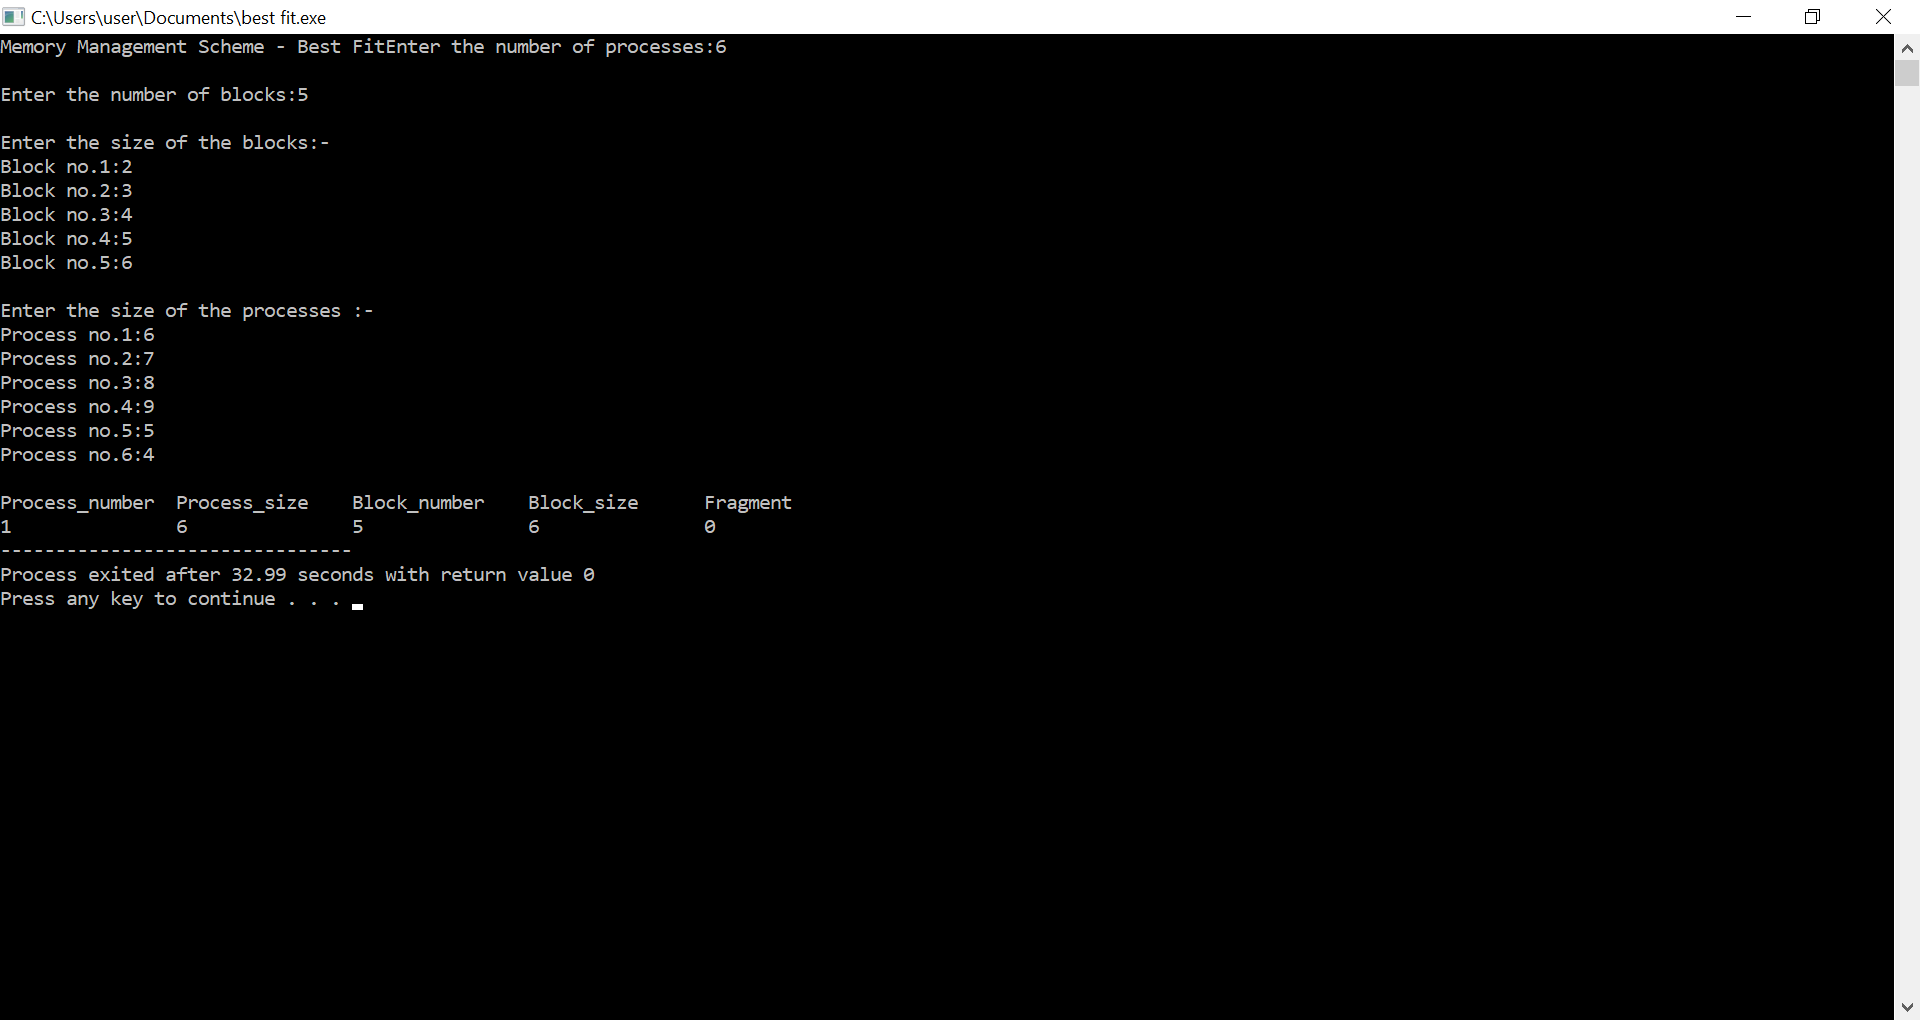 C:\Users\user\Documents\best fit.exe
Memory Management Scheme - Best FitEnter the number of processes:6
Enter the number of blocks:5
Enter the size of the blocks:-
Block no.1:2
Block no.2:3
Block no.3:4
Block no.4:5
Block no.5:6
Enter the size of the processes :-
Process no.1:6
Process no.2:7
Process no.3:8
Process no.4:9
Process no.5:5
Process no.6:4
Process_number  Process_size    Block_number    Block_size      Fragment
1               6               5               6               0
--------------------------------
Process exited after 32.99 seconds with return value 0
Press any key to continue . . .